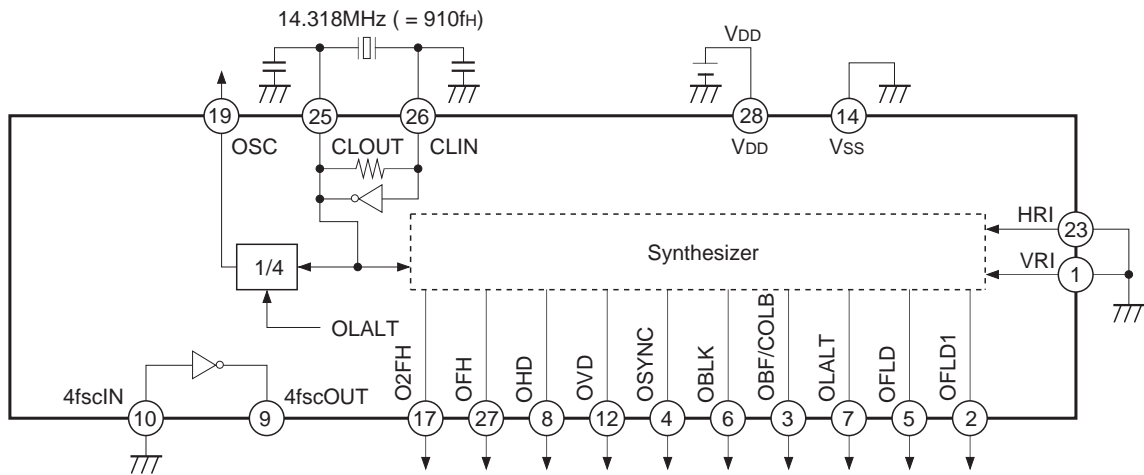 14.318MHz ( = 910fH)
VDD
19
25
26
28
14
OSC
CLOUT
CLIN
VDD
VSS
HRI
23
Synthesizer
1/4
VRI
1
OLALT
4fscIN
4fscOUT
O2FH
OFH
OHD
OVD
OSYNC
OBLK
OBF/COLB
OLALT
OFLD
OFLD1
10
9
17
27
8
12
4
6
3
7
5
2